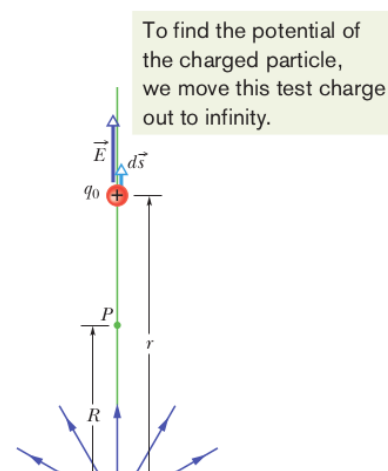 To find the potential of
the charged particle,
we move this test charge
out to infinity.
E
ds
q0
+
P
r
R